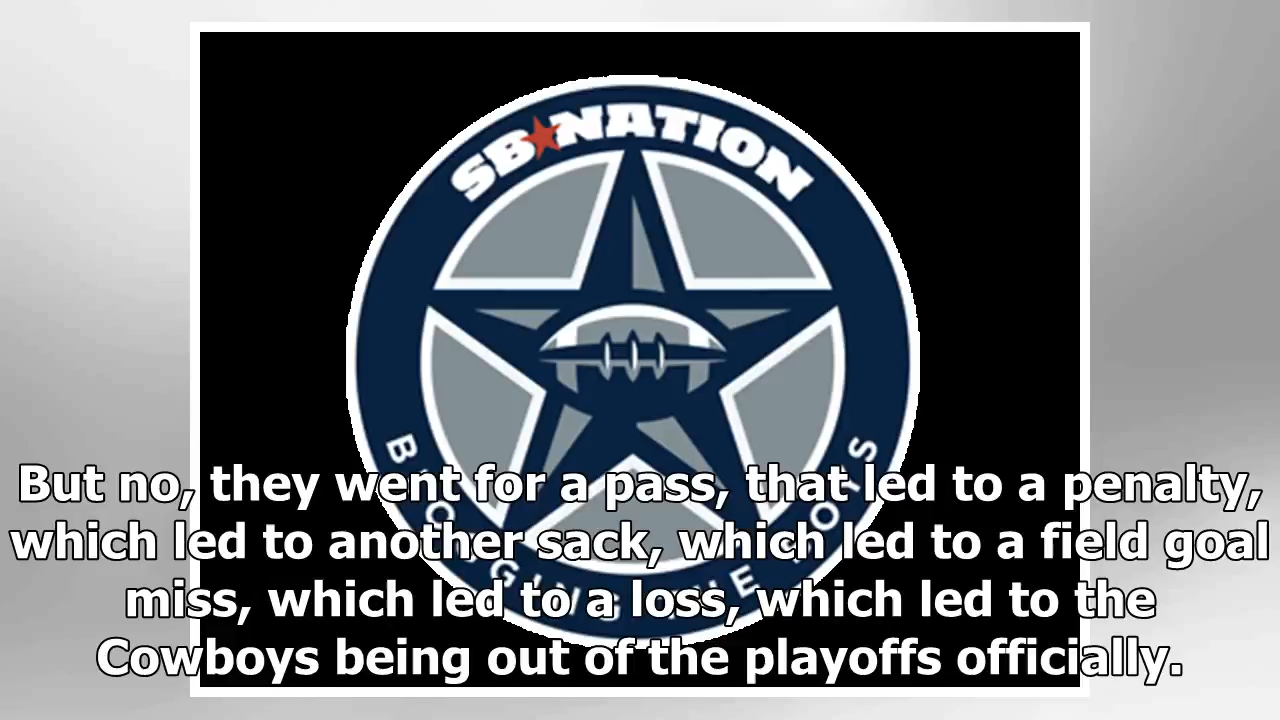 SB★NATION
But no, they went for a pass, that led to a penalty,
which led to another sack, which led to a field goal
miss, which led to a loss, which led to the
Cowboys being out of the playoffs officially.